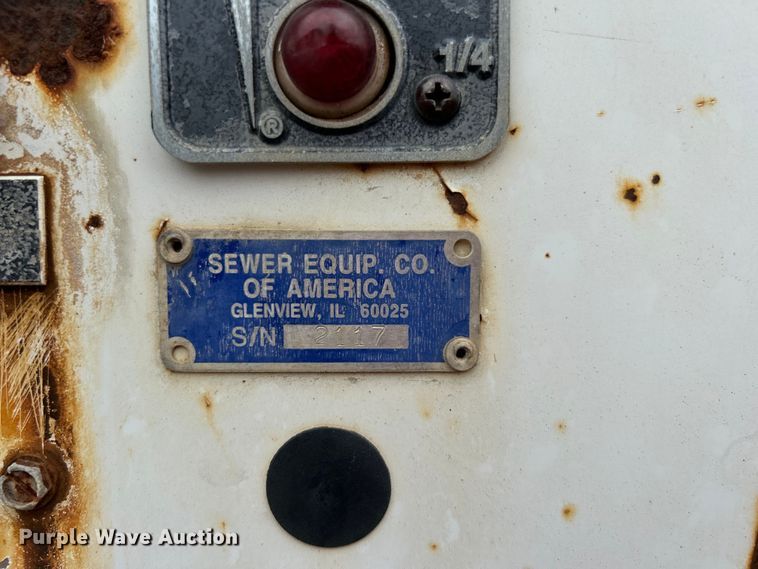 1/4
®
SEWER EQUIP. CO.
OF AMERICA
GLENVIEW, IL 60025
S/N 2117
Purple Wave Auction